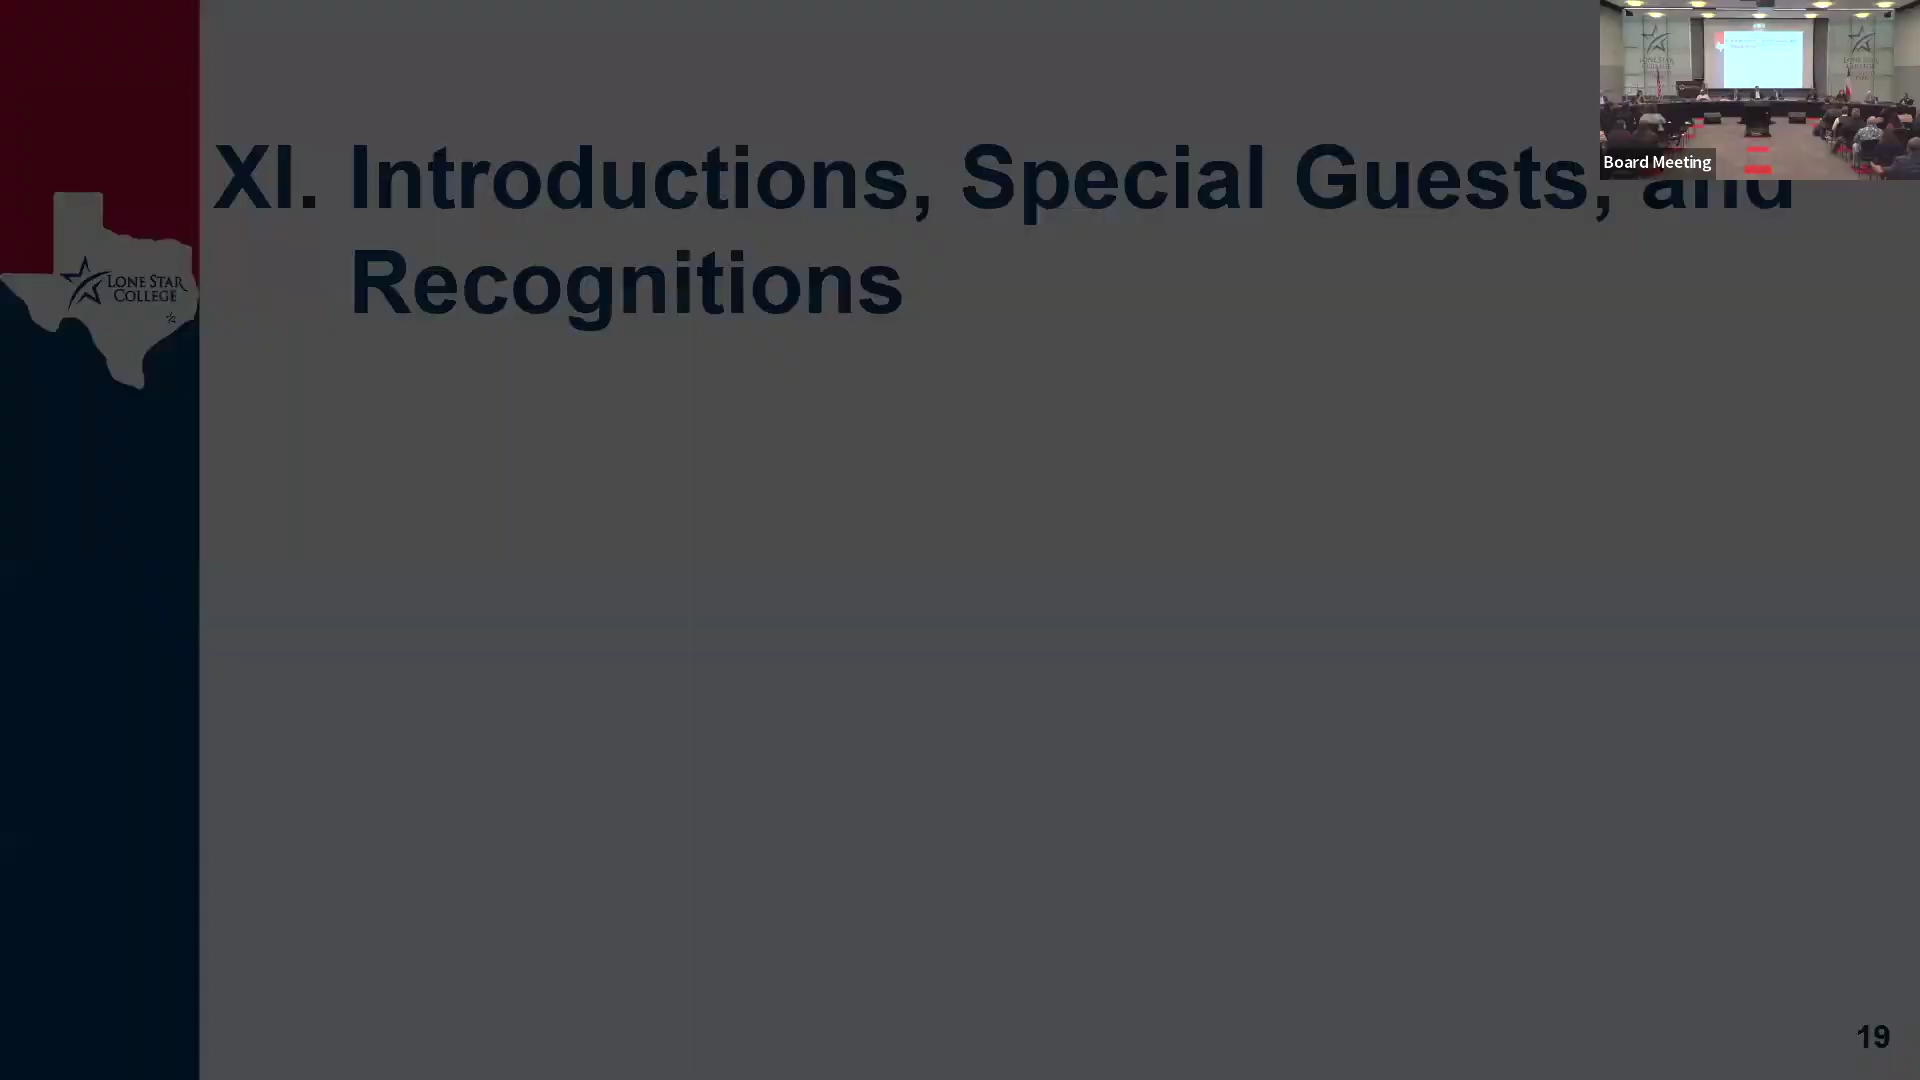 XI. Introductions, Special Guests, and
Recognitions
LONE STAR
COLLEGE
Board Meeting
19